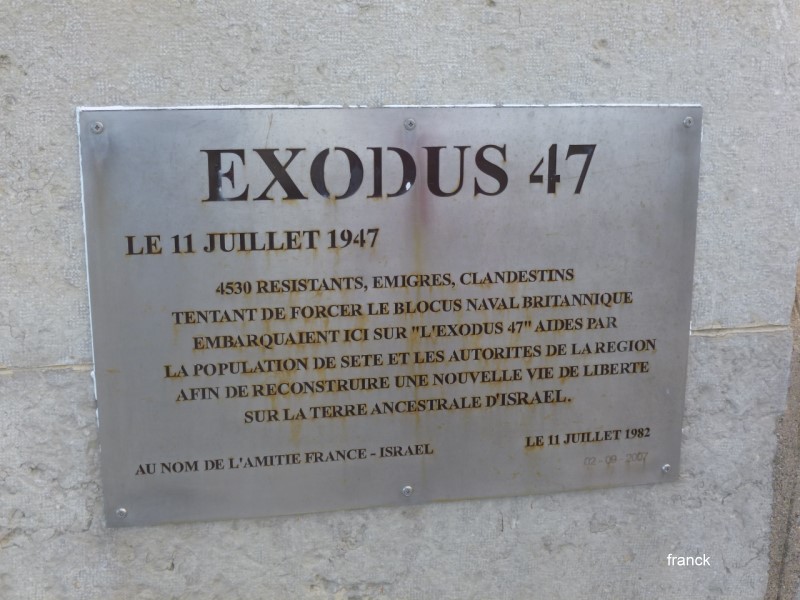 EXODUS 47
LE 11 JUILLET 1947
4530 RESISTANTS, EMIGRES, CLANDESTINS
TENTANT DE FORCER LE BLOCUS NAVAL BRITANNIQUE
EMBARQUAIENT ICI SUR "L'EXODUS 47" AIDES PAR
LA POPULATION DE SETE ET LES AUTORITES DE LA REGION
AFIN DE RECONSTRUIRE UNE NOUVELLE VIE DE LIBERTE
SUR LA TERRE ANCESTRALE D'ISRAEL.
LE 11 JUILLET 1982
AU NOM DE L'AMITIE FRANCE - ISRAEL
02-09-2007
franck